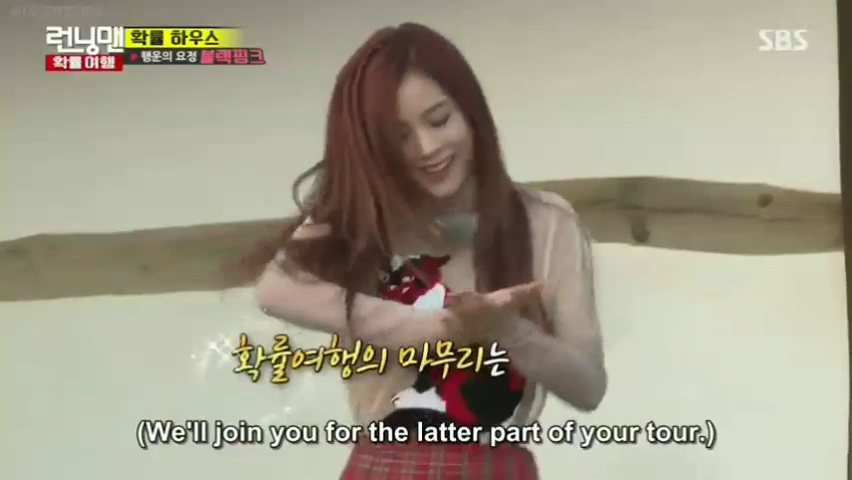 런닝맨 확률 하우스
확률여행 ▶행운의 요정 블랙핑크
SBS
확률여행의 마무리는
(We'll join you for the latter part of your tour.)